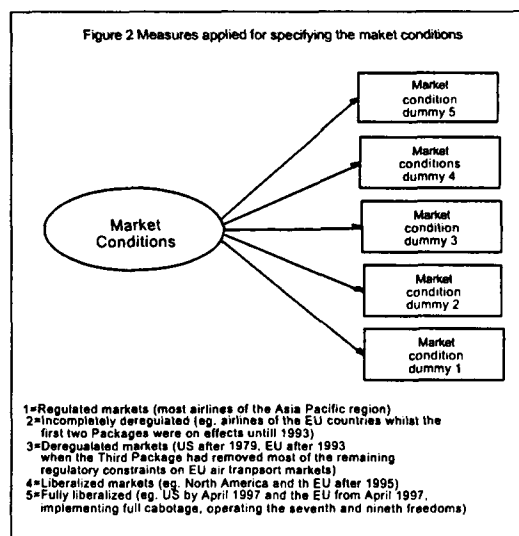 Figure 2 Measures applied for specifying the maket conditions
Market
condition
dummy 5
Market
conditions
dummy 4
Market
Conditions
Market
condition
dummy 3
Market
condition
dummy 2
Market
condition
dummy 1
1=Regulated markets (most airlines of the Asia Pacific region)
2=Incompletely deregulated (eg. airlines of the EU countries whilst the
first two Packages were on effects untill 1993)
3=Deregualated markets (US after 1979, EU after 1993
when the Third Package had removed most of the remaining
regulatory constraints on EU air tranpsort markets)
4=Liberalized markets (eg. North America and th EU after 1995)
5=Fully liberalized (eg. US by April 1997 and the EU from April 1997,
implementing full cabotage, operating the seventh and nineth freedoms)